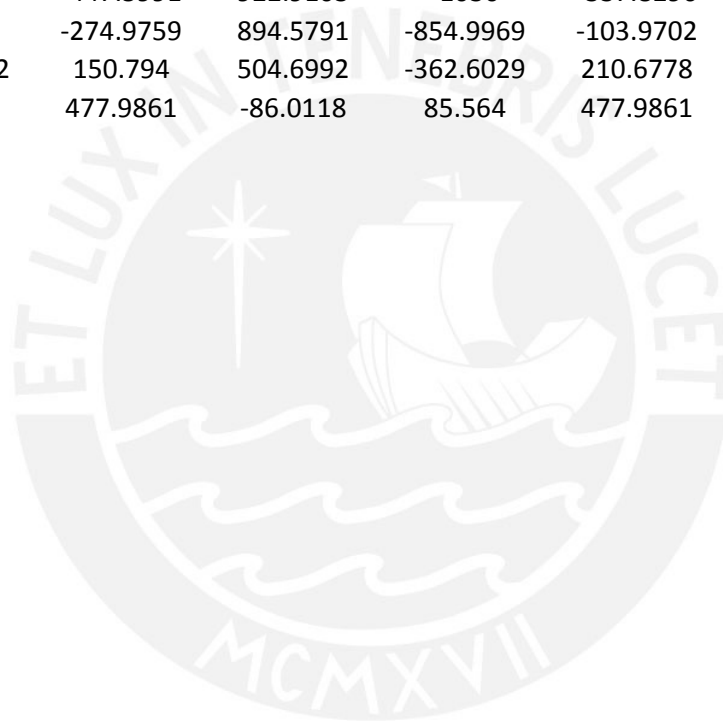 -274.9759 894.5791 -854.9969 -103.9702
2 150.794 504.6992 -362.6029 210.6778
477.9861 -86.0118 85.564 477.9861
ET LUX IN TENEBRIS LUCET
MCMXVII